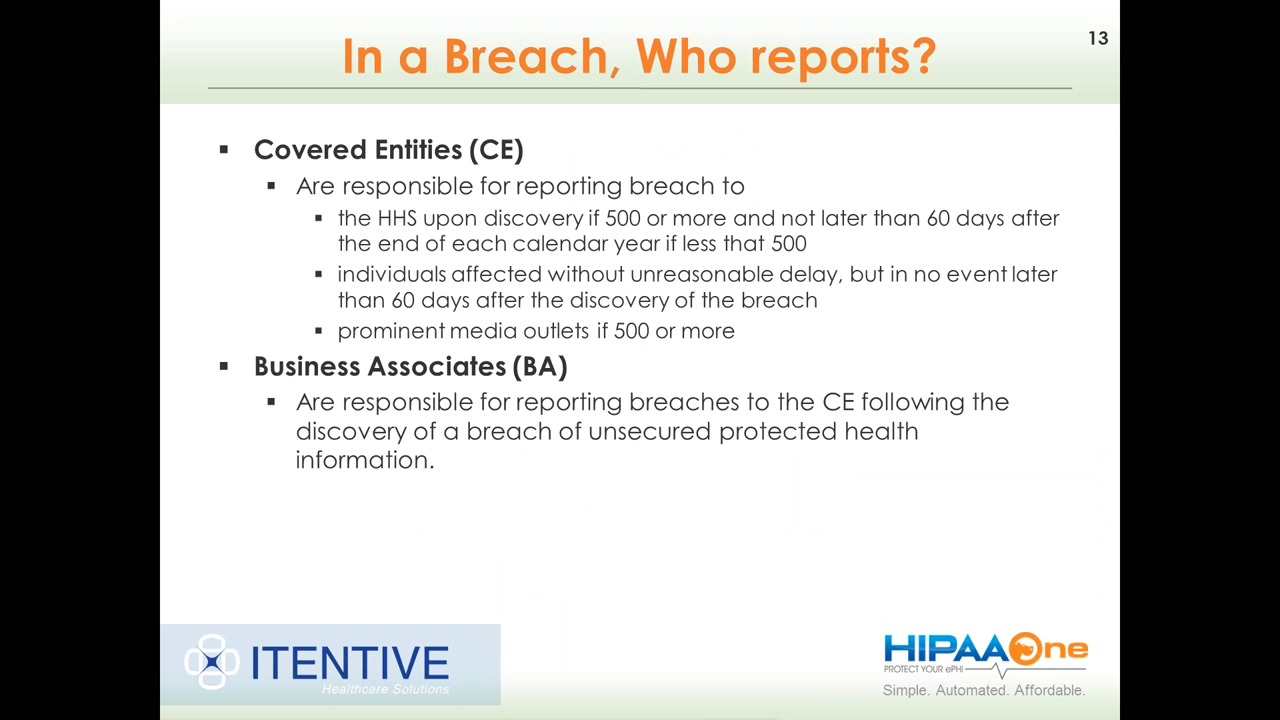 13
In a Breach, Who reports?
▪ Covered Entities (CE)
▪ Are responsible for reporting breach to
▪ the HHS upon discovery if 500 or more and not later than 60 days after
the end of each calendar year if less that 500
▪ individuals affected without unreasonable delay, but in no event later
than 60 days after the discovery of the breach
▪ prominent media outlets if 500 or more
▪ Business Associates (BA)
▪ Are responsible for reporting breaches to the CE following the
discovery of a breach of unsecured protected health
information.
ITENTIVE
Healthcare Solutions
HIPAAOne
PROTECT YOUR ePHI
Simple. Automated. Affordable.